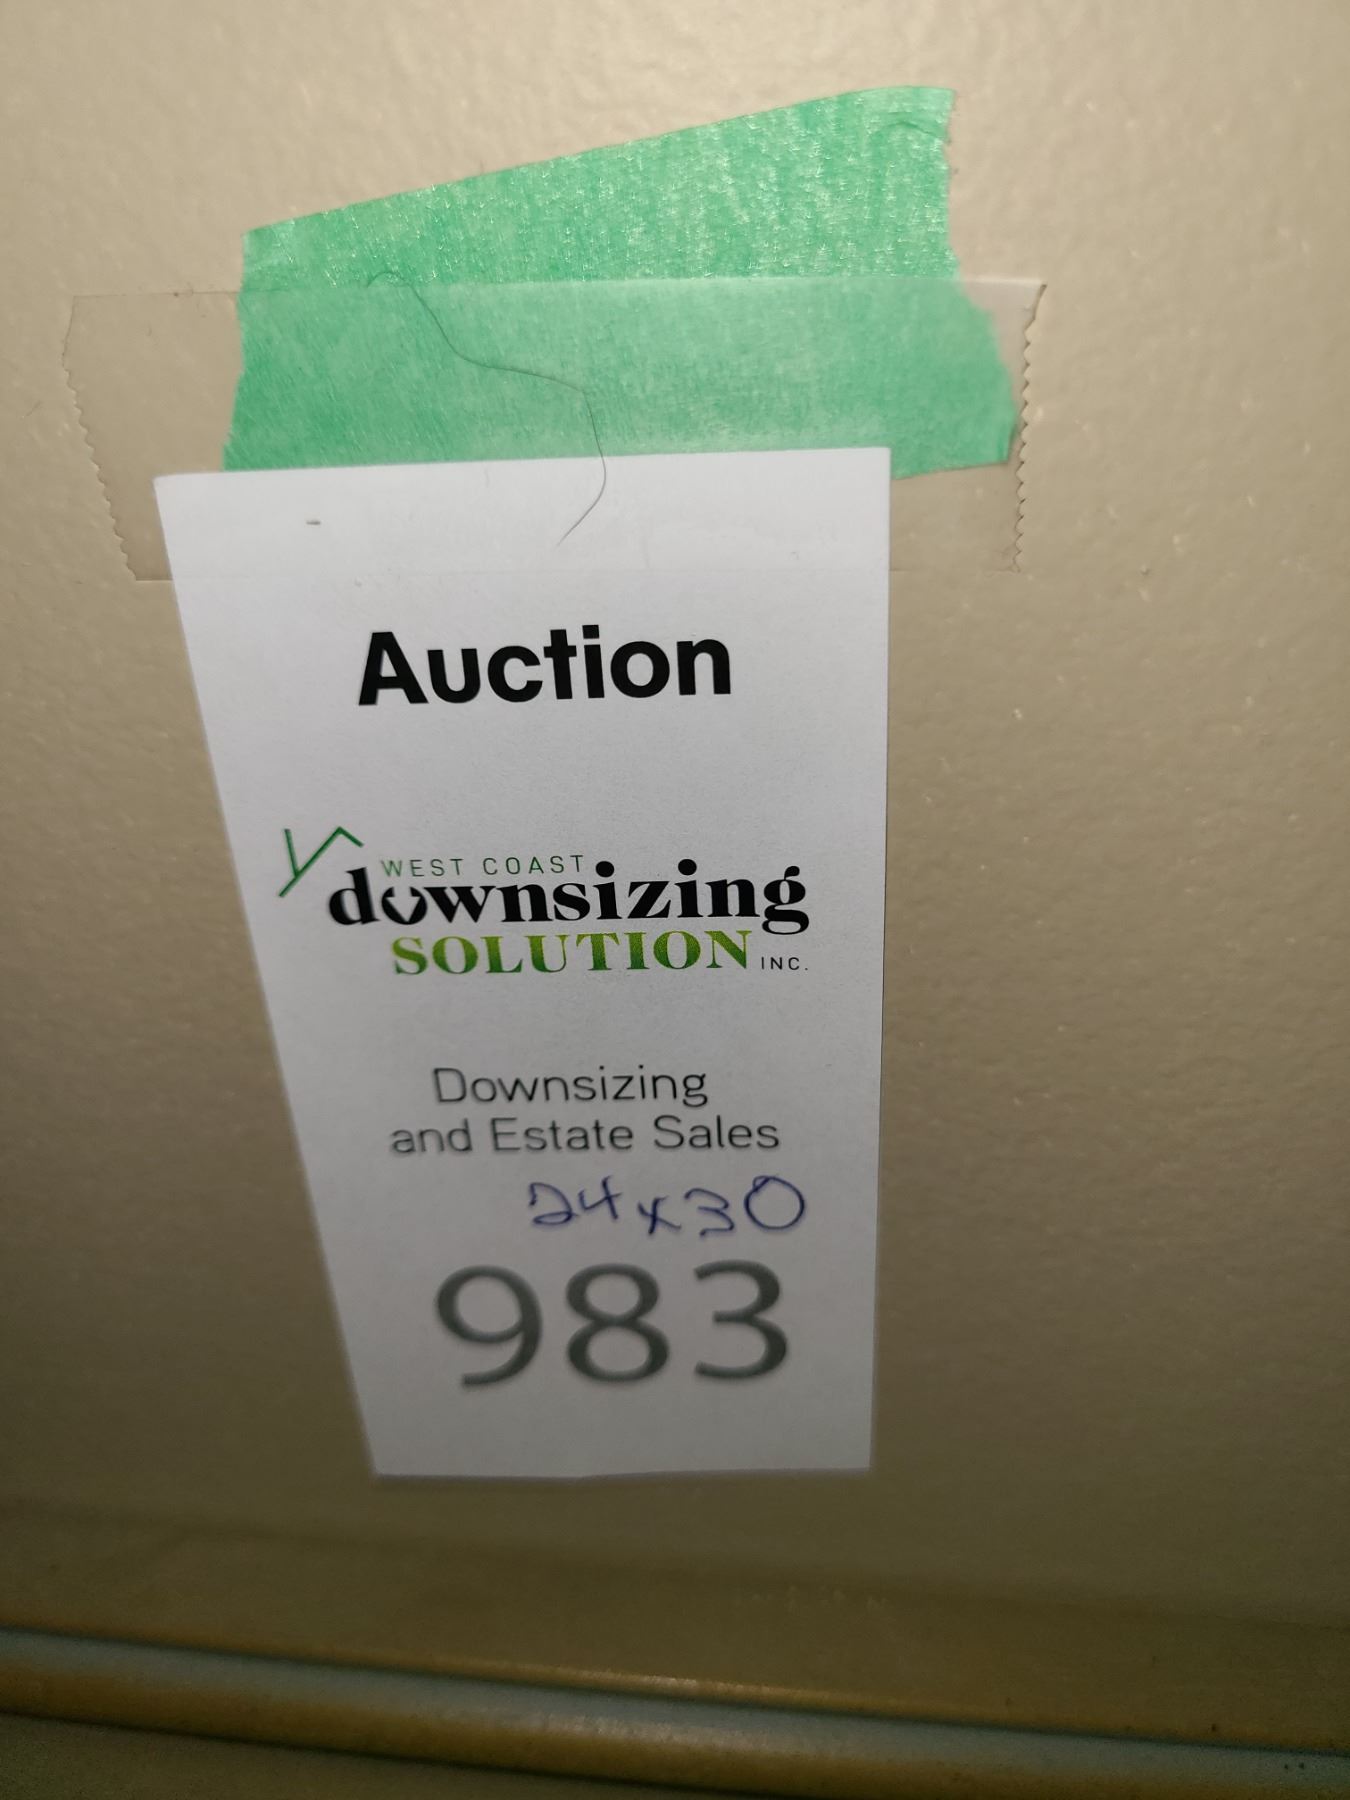 Auction
WEST COAST
downsizing
SOLUTION INC.
Downsizing
and Estate Sales
24x30
983